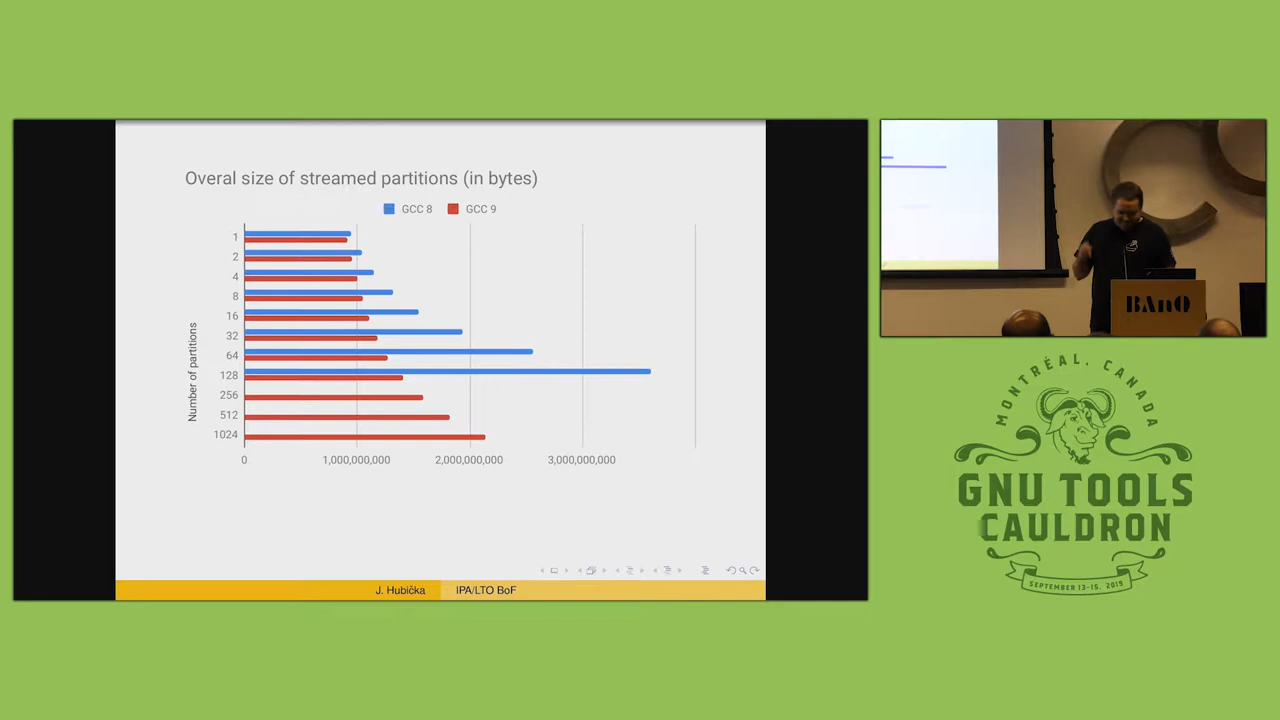 Overal size of streamed partitions (in bytes)
GCC 8
GCC 9
Number of partitions
1
2
4
8
16
32
64
128
256
512
1024
0
1,000,000,000
2,000,000,000
3,000,000,000
J. Hubička
IPA/LTO BoF
BAnQ
MONTRÉAL, CANADA
GNU TOOLS
CAULDRON
SEPTEMBER 13-15, 2019